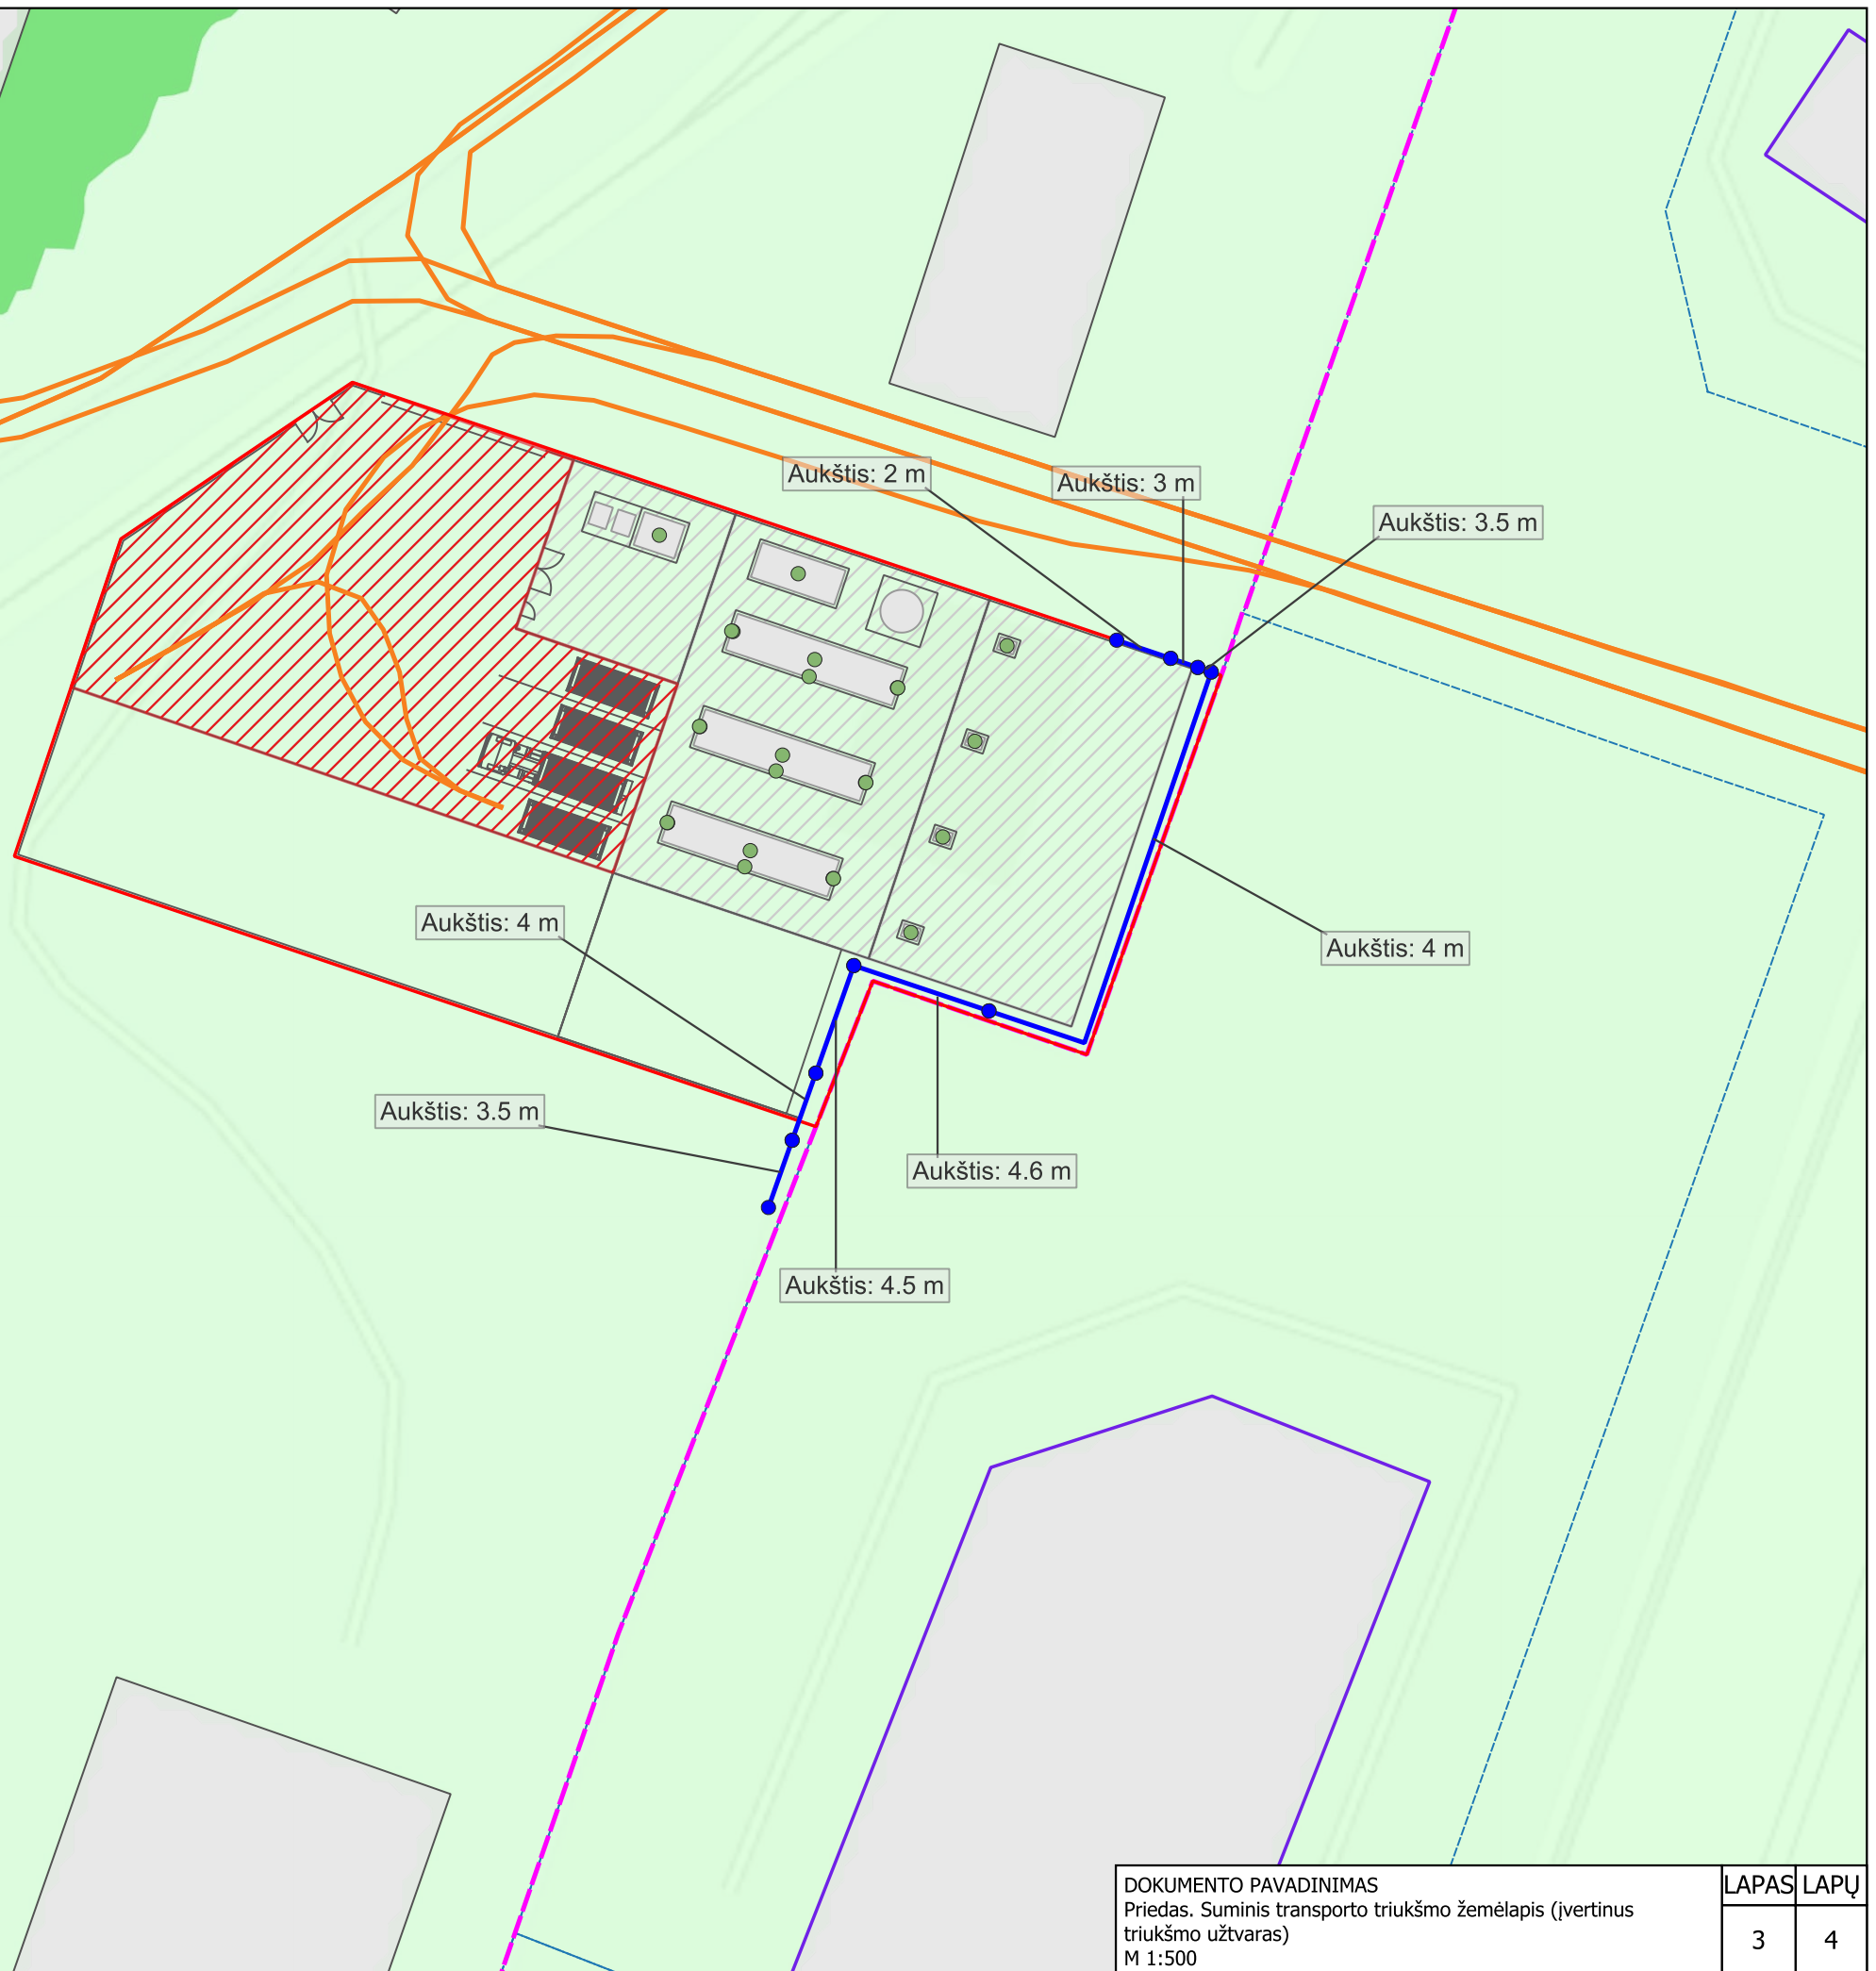 Aukštis: 2 m
Aukštis: 3 m
Aukštis: 3.5 m
Aukštis: 4 m
Aukštis: 4 m
Aukštis: 3.5 m
Aukštis: 4.6 m
Aukštis: 4.5 m
DOKUMENTO PAVADINIMAS
Priedas. Suminis transporto triukšmo žemėlapis (įvertinus
triukšmo užtvaras)
M 1:500
LAPAS
LAPŲ
3
4